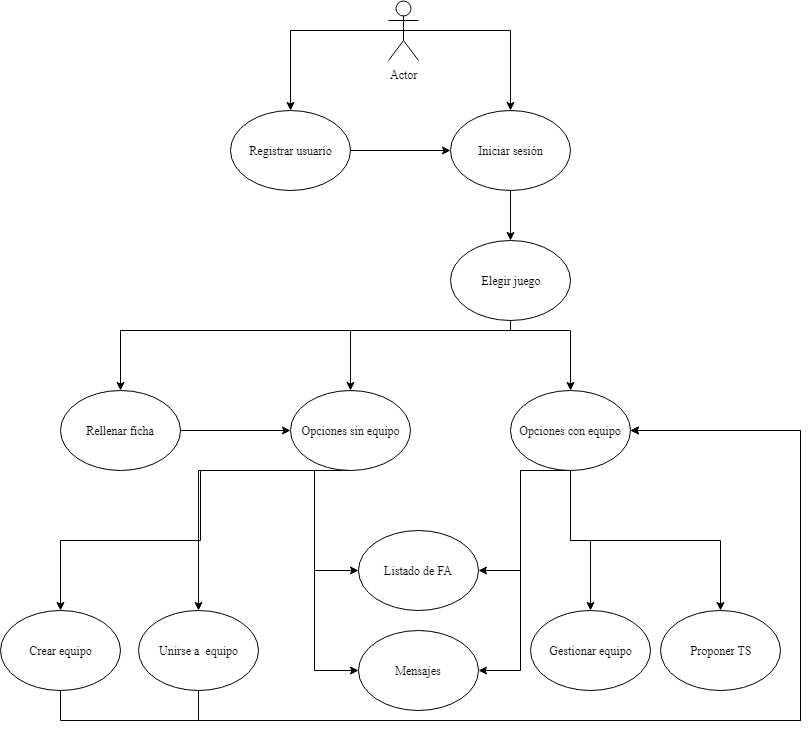 Actor
Registrar usuario
Iniciar sesión
Elegir juego
Rellenar ficha
Opciones sin equipo
Opciones con equipo
Listado de FA
Crear equipo
Unirse a  equipo
Mensajes
Gestionar equipo
Proponer TS